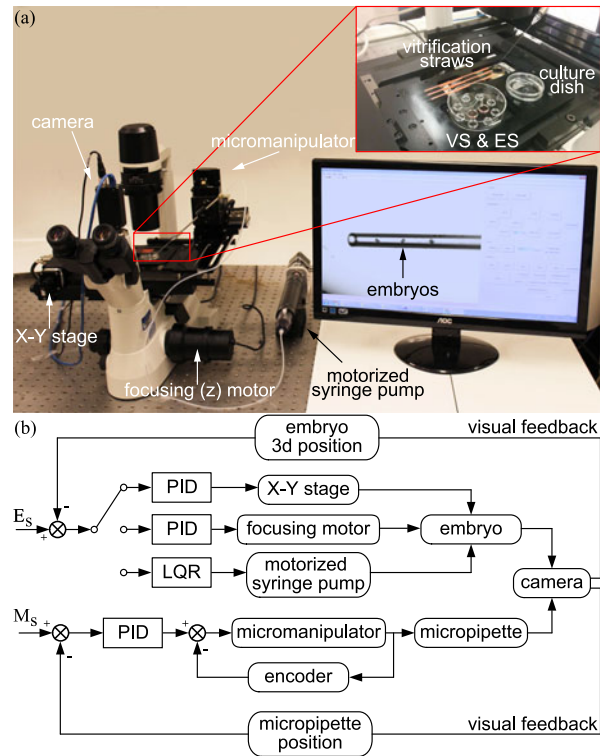 (a)
vitrification
straws
culture
dish
VS & ES
camera
micromanipulator
embryos
X-Y stage
focusing (z) motor
motorized
syringe pump
AOC
(b)
embryo
3d position
visual feedback
-
PID
X-Y stage
E_S
+
PID
focusing motor
embryo
LQR
motorized
syringe pump
camera
M_S
+
PID
+
micromanipulator
micropipette
-
-
encoder
micropipette
position
visual feedback